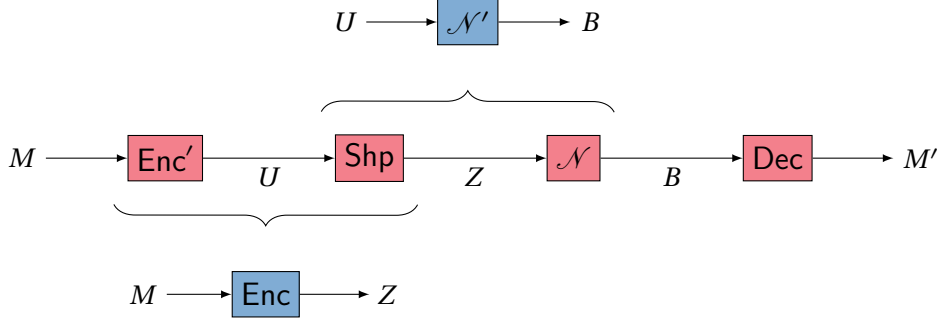 U 𝒩′ B
M Enc′ U Shp Z 𝒩 B Dec M′
M Enc Z